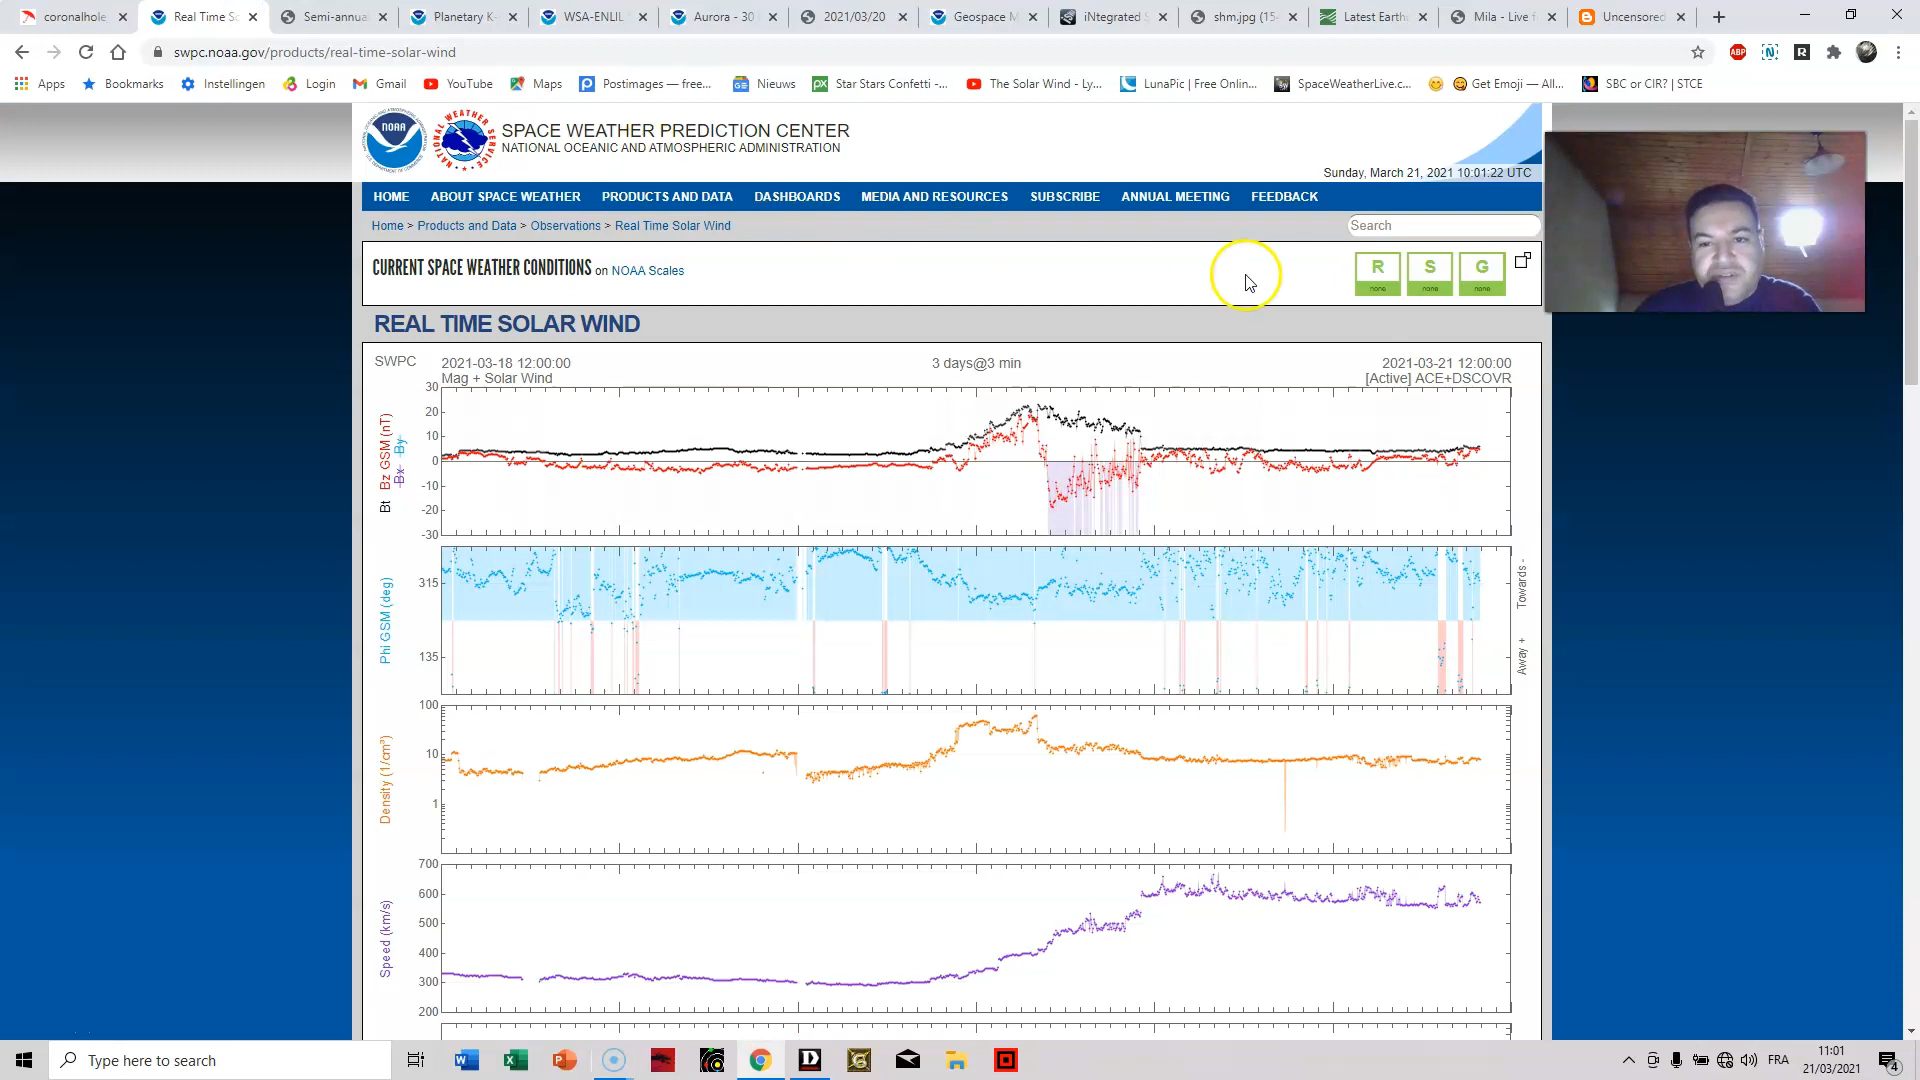 coronalhole
Real Time So
Semi-annua
Planetary K-
WSA-ENLIL
Aurora - 30
2021/03/20
Geospace M
iNtegrated
shm.jpg (15
Latest Earth
Mila - Live
Uncensored
swpc.noaa.gov/products/real-time-solar-wind
ABP
N
R
Apps
Bookmarks
Instellingen
Login
Gmail
YouTube
Maps
Postimages — free...
Nieuws
Star Stars Confetti -...
The Solar Wind - Ly...
LunaPic | Free Onlin...
SpaceWeatherLive.c...
Get Emoji — All...
SBC or CIR? | STCE
NOAA
SPACE WEATHER PREDICTION CENTER
NATIONAL OCEANIC AND ATMOSPHERIC ADMINISTRATION
Sunday, March 21, 2021 10:01:22 UTC
HOME ABOUT SPACE WEATHER PRODUCTS AND DATA DASHBOARDS MEDIA AND RESOURCES SUBSCRIBE ANNUAL MEETING FEEDBACK
Home > Products and Data > Observations > Real Time Solar Wind
Search
CURRENT SPACE WEATHER CONDITIONS on NOAA Scales
R S G
none none none
REAL TIME SOLAR WIND
SWPC 2021-03-18 12:00:00 3 days@3 min 2021-03-21 12:00:00
Mag + Solar Wind [Active] ACE+DSCOVR
Bt Bz GSM (nT)
Bx By
30
20
10
0
-10
-20
-30
Phi GSM (deg)
315
135
Towards -
Away +
Density (1/cm³)
100
10
1
Speed (km/s)
700
600
500
400
300
200
Type here to search
FRA
11:01
21/03/2021
4